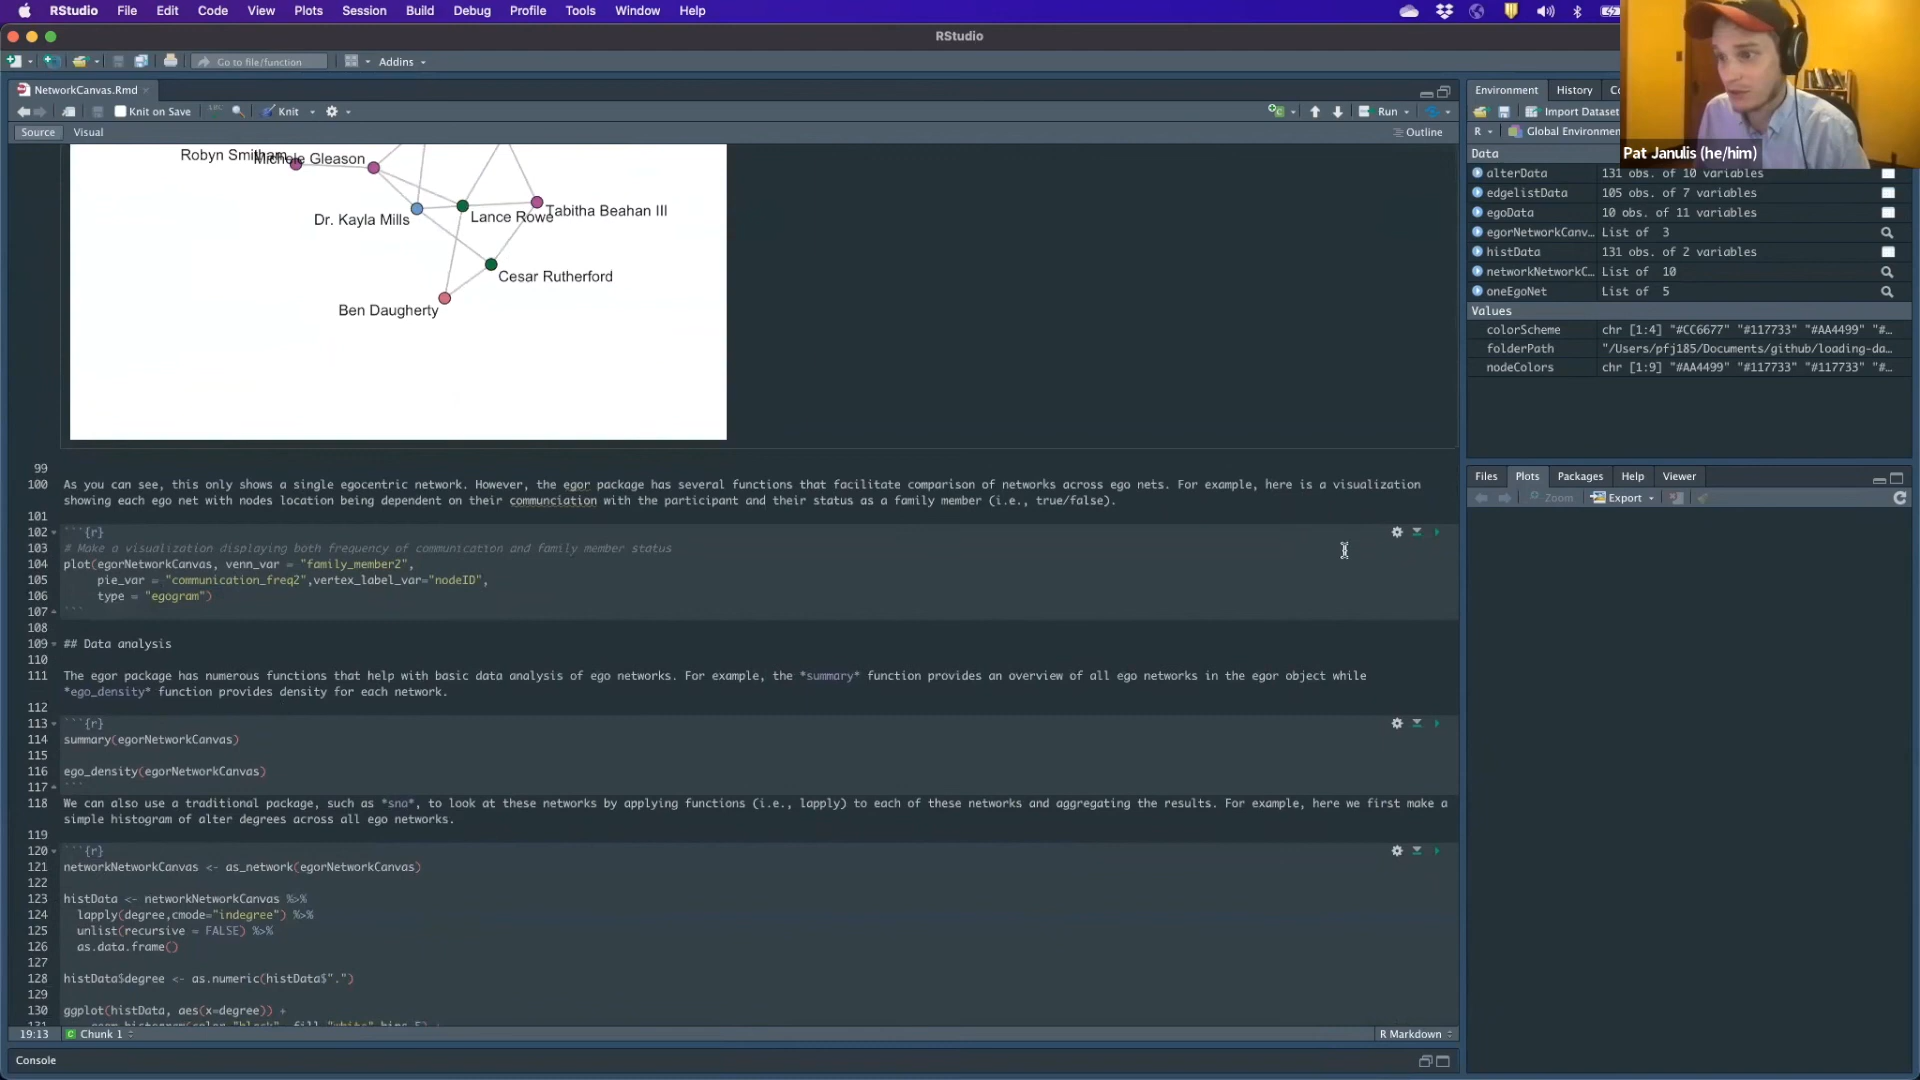 RStudio File Edit Code View Plots Session Build Debug Profile Tools Window Help
RStudio
Go to file/function Addins
NetworkCanvas.Rmd
Knit on Save Knit Run
Source Visual Outline
Robyn Smitham Michele Gleason
Dr. Kayla Mills Lance Rowe Tabitha Beahan III
Cesar Rutherford
Ben Daugherty
99
100 As you can see, this only shows a single egocentric network. However, the egor package has several functions that facilitate comparison of networks across ego nets. For example, here is a visualization
showing each ego net with nodes location being dependent on their communciation with the participant and their status as a family member (i.e., true/false).
101
102 ```{r}
103 # Make a visualization displaying both frequency of communication and family member status
104 plot(egorNetworkCanvas, venn_var = "family_member2",
105 pie_var = "communication_freq2",vertex_label_var="nodeID",
106 type = "egogram")
107 ```
108
109 ## Data analysis
110
111 The egor package has numerous functions that help with basic data analysis of ego networks. For example, the *summary* function provides an overview of all ego networks in the egor object while
*ego_density* function provides density for each network.
112
113 ```{r}
114 summary(egorNetworkCanvas)
115
116 ego_density(egorNetworkCanvas)
117 ```
118 We can also use a traditional package, such as *sna*, to look at these networks by applying functions (i.e., lapply) to each of these networks and aggregating the results. For example, here we first make a
simple histogram of alter degrees across all ego networks.
119
120 ```{r}
121 networkNetworkCanvas <- as_network(egorNetworkCanvas)
122
123 histData <- networkNetworkCanvas %>%
124 lapply(degree,cmode="indegree") %>%
125 unlist(recursive = FALSE) %>%
126 as.data.frame()
127
128 histData$degree <- as.numeric(histData$".")
129
130 ggplot(histData, aes(x=degree)) +
19:13 Chunk 1 R Markdown
Console
Environment History
Import Dataset
R Global Environmen
Pat Janulis (he/him)
Data
alterData 131 obs. of 10 variables
edgelistData 105 obs. of 7 variables
egoData 10 obs. of 11 variables
egorNetworkCanv… List of 3
histData 131 obs. of 2 variables
networkNetworkC… List of 10
oneEgoNet List of 5
Values
colorScheme chr [1:4] "#CC6677" "#117733" "#AA4499" "#…
folderPath "/Users/pfj185/Documents/github/loading-da…
nodeColors chr [1:9] "#AA4499" "#117733" "#117733" "#…
Files Plots Packages Help Viewer
Zoom Export